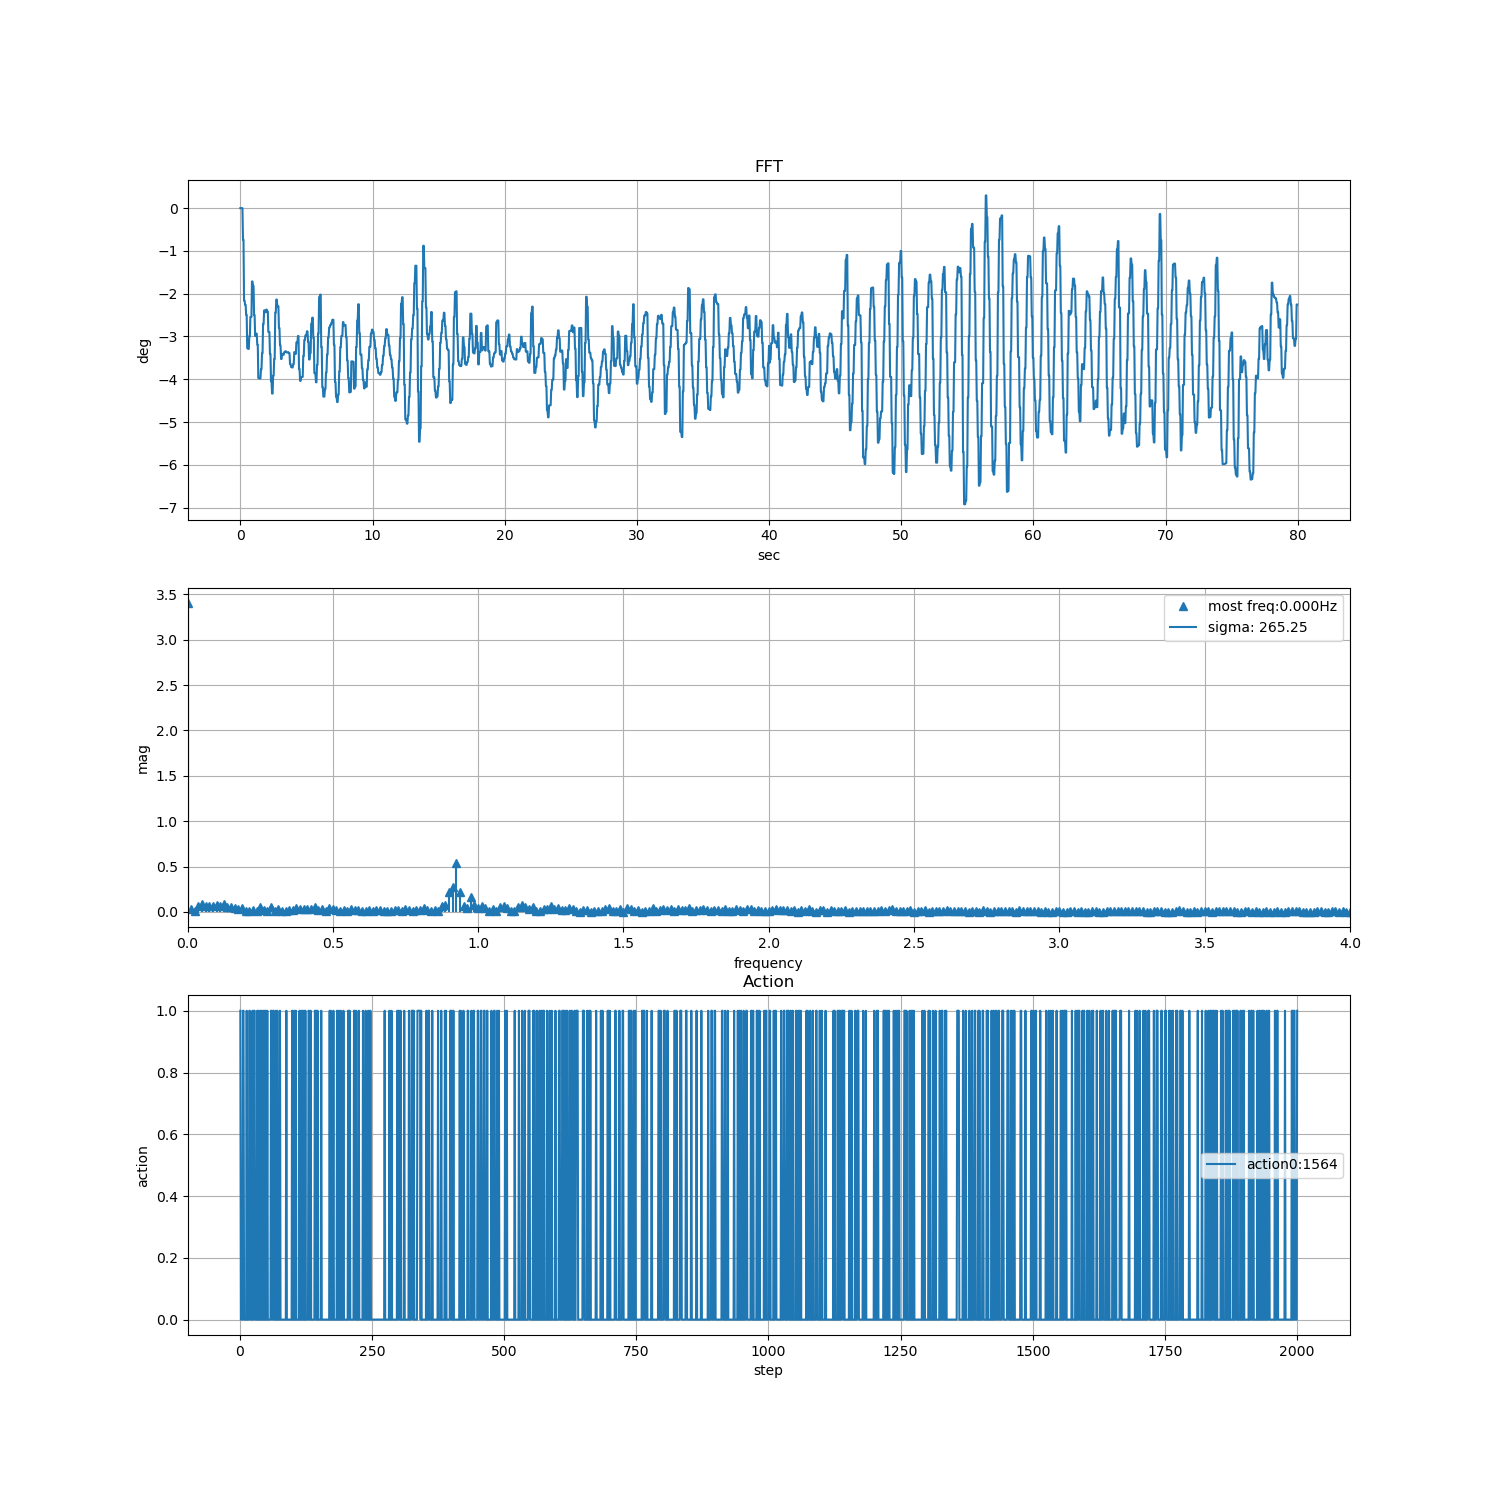 FFT
0
−1
−2
−3
−4
−5
−6
−7
deg
0 10 20 30 40 50 60 70 80
sec
3.5
3.0
2.5
2.0
1.5
1.0
0.5
0.0
mag
most freq:0.000Hz
sigma: 265.25
0.0 0.5 1.0 1.5 2.0 2.5 3.0 3.5 4.0
frequency
Action
1.0
0.8
0.6
0.4
0.2
0.0
action
action0:1564
0 250 500 750 1000 1250 1500 1750 2000
step